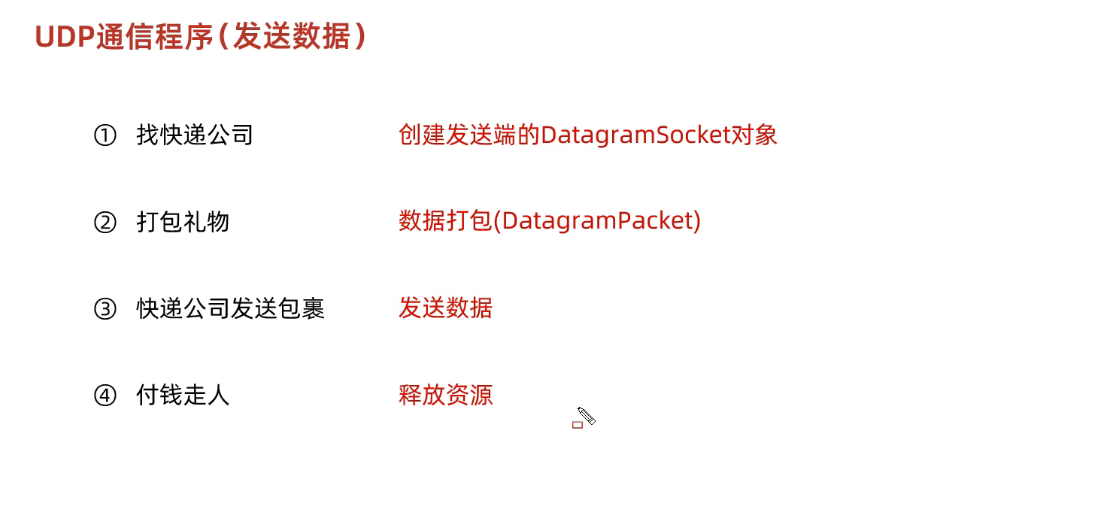 UDP通信程序(发送数据)
① 找快递公司 创建发送端的DatagramSocket对象
② 打包礼物 数据打包(DatagramPacket)
③ 快递公司发送包裹 发送数据
④ 付钱走人 释放资源